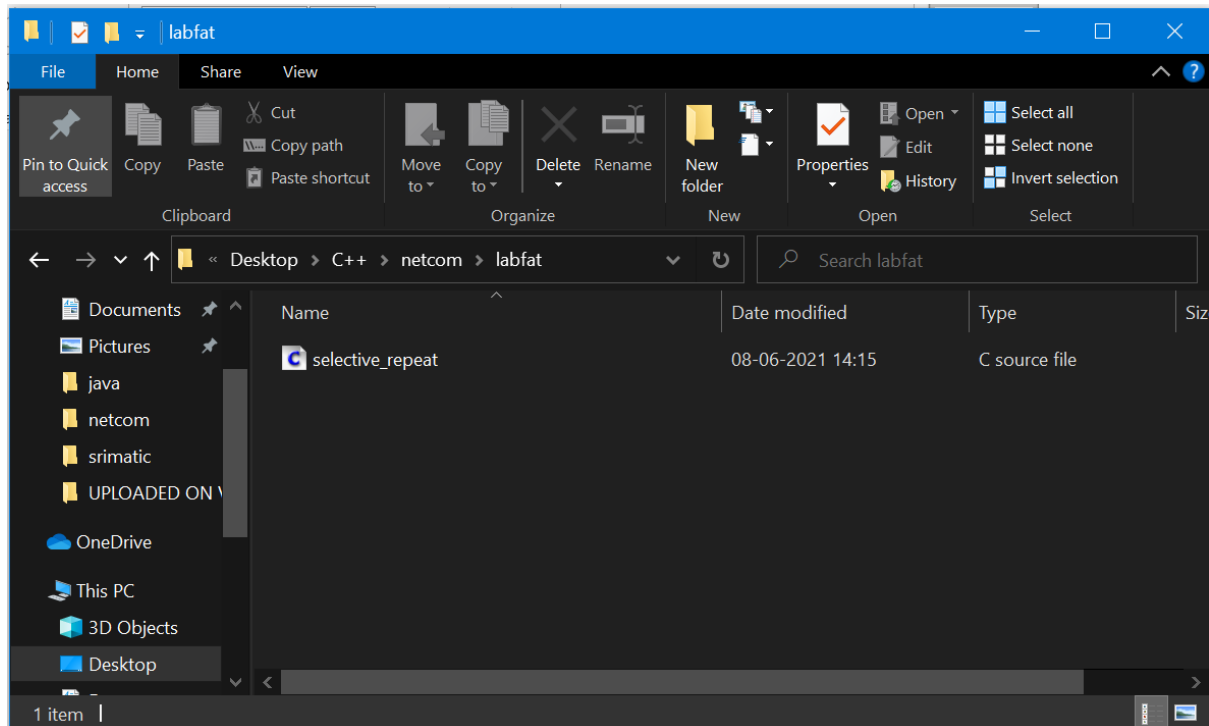 labfat
File Home Share View
Pin to Quick access
Copy
Paste
Cut
Copy path
Paste shortcut
Move to
Copy to
Delete
Rename
New folder
Properties
Open
Edit
History
Select all
Select none
Invert selection
Clipboard Organize New Open Select
« Desktop > C++ > netcom > labfat
Search labfat
Name Date modified Type Siz
selective_repeat 08-06-2021 14:15 C source file
Documents
Pictures
java
netcom
srimatic
UPLOADED ON
OneDrive
This PC
3D Objects
Desktop
1 item